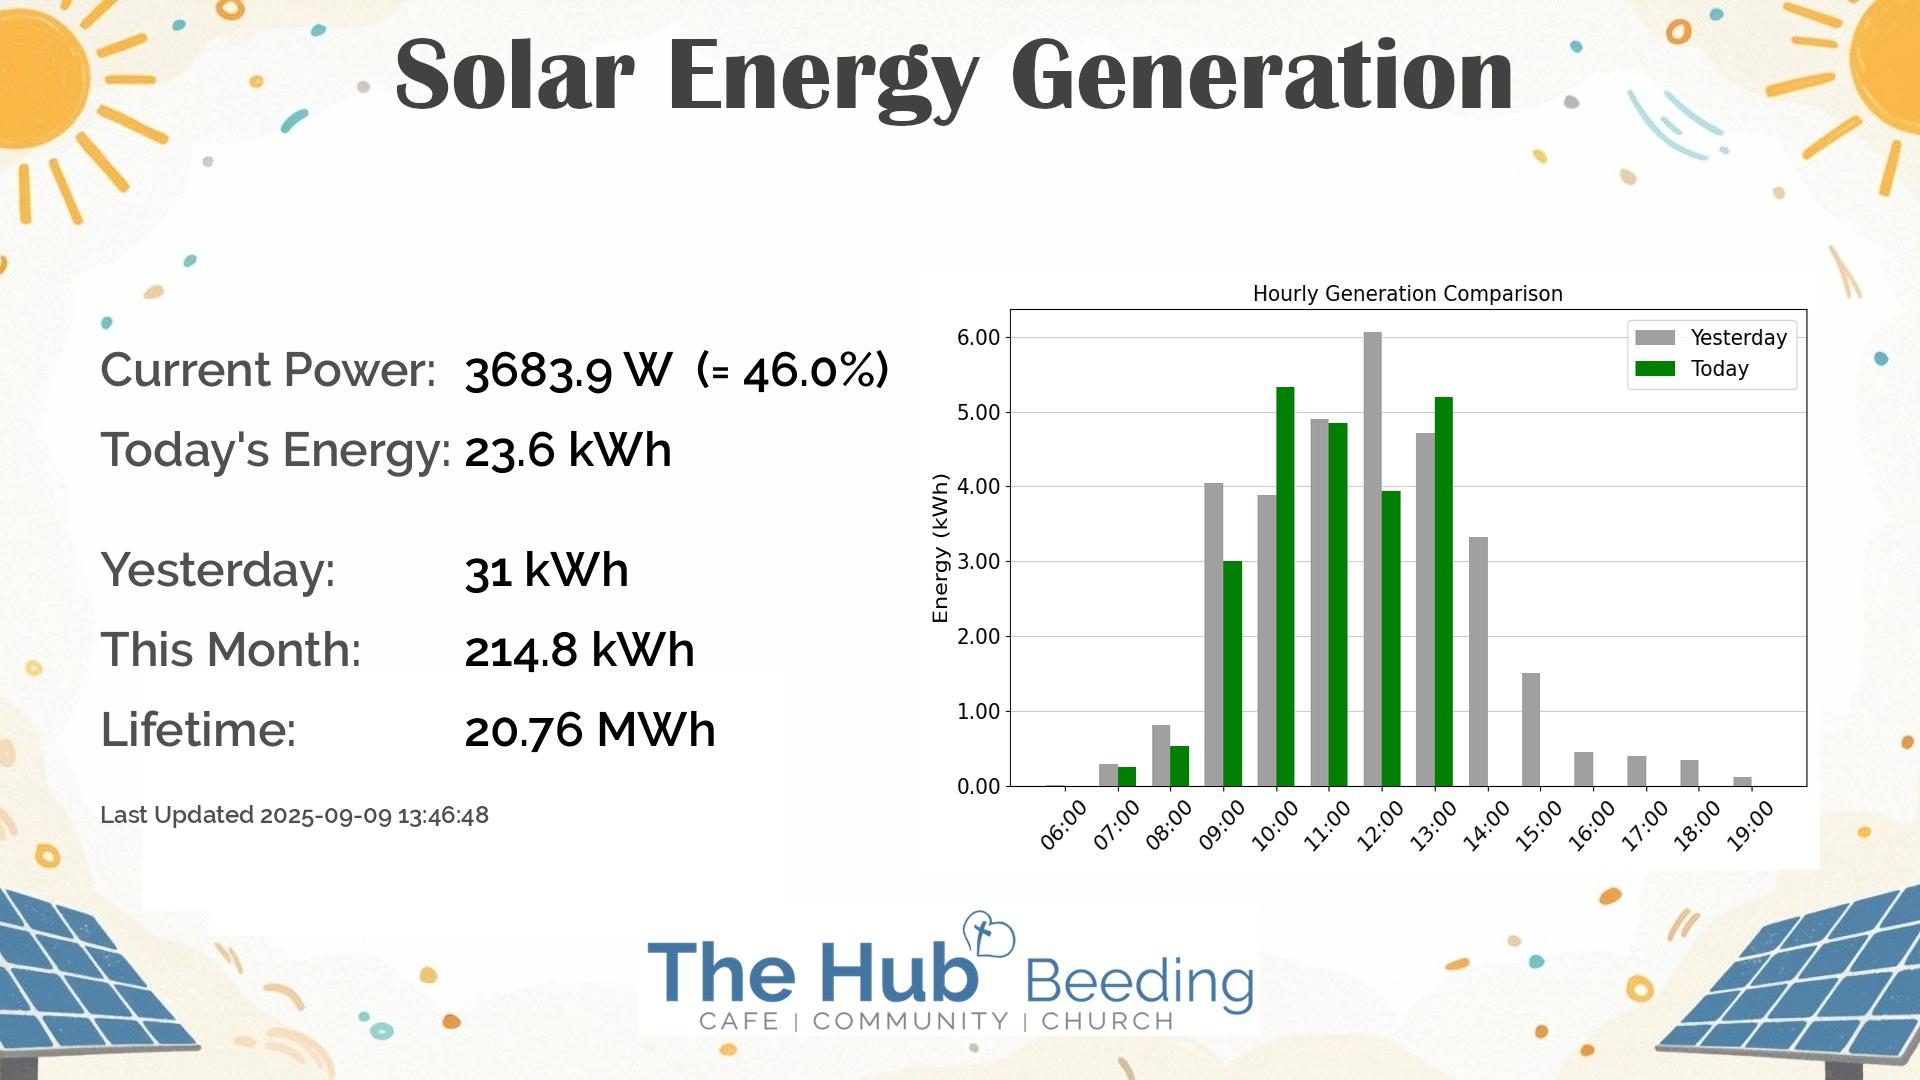 Solar Energy Generation
Current Power: 3683.9 W (= 46.0%)
Today's Energy: 23.6 kWh
Yesterday: 31 kWh
This Month: 214.8 kWh
Lifetime: 20.76 MWh
Last Updated 2025-09-09 13:46:48
Hourly Generation Comparison
Yesterday
Today
Energy (kWh)
6.00
5.00
4.00
3.00
2.00
1.00
0.00
06:00 07:00 08:00 09:00 10:00 11:00 12:00 13:00 14:00 15:00 16:00 17:00 18:00 19:00
The Hub Beeding
CAFE | COMMUNITY | CHURCH